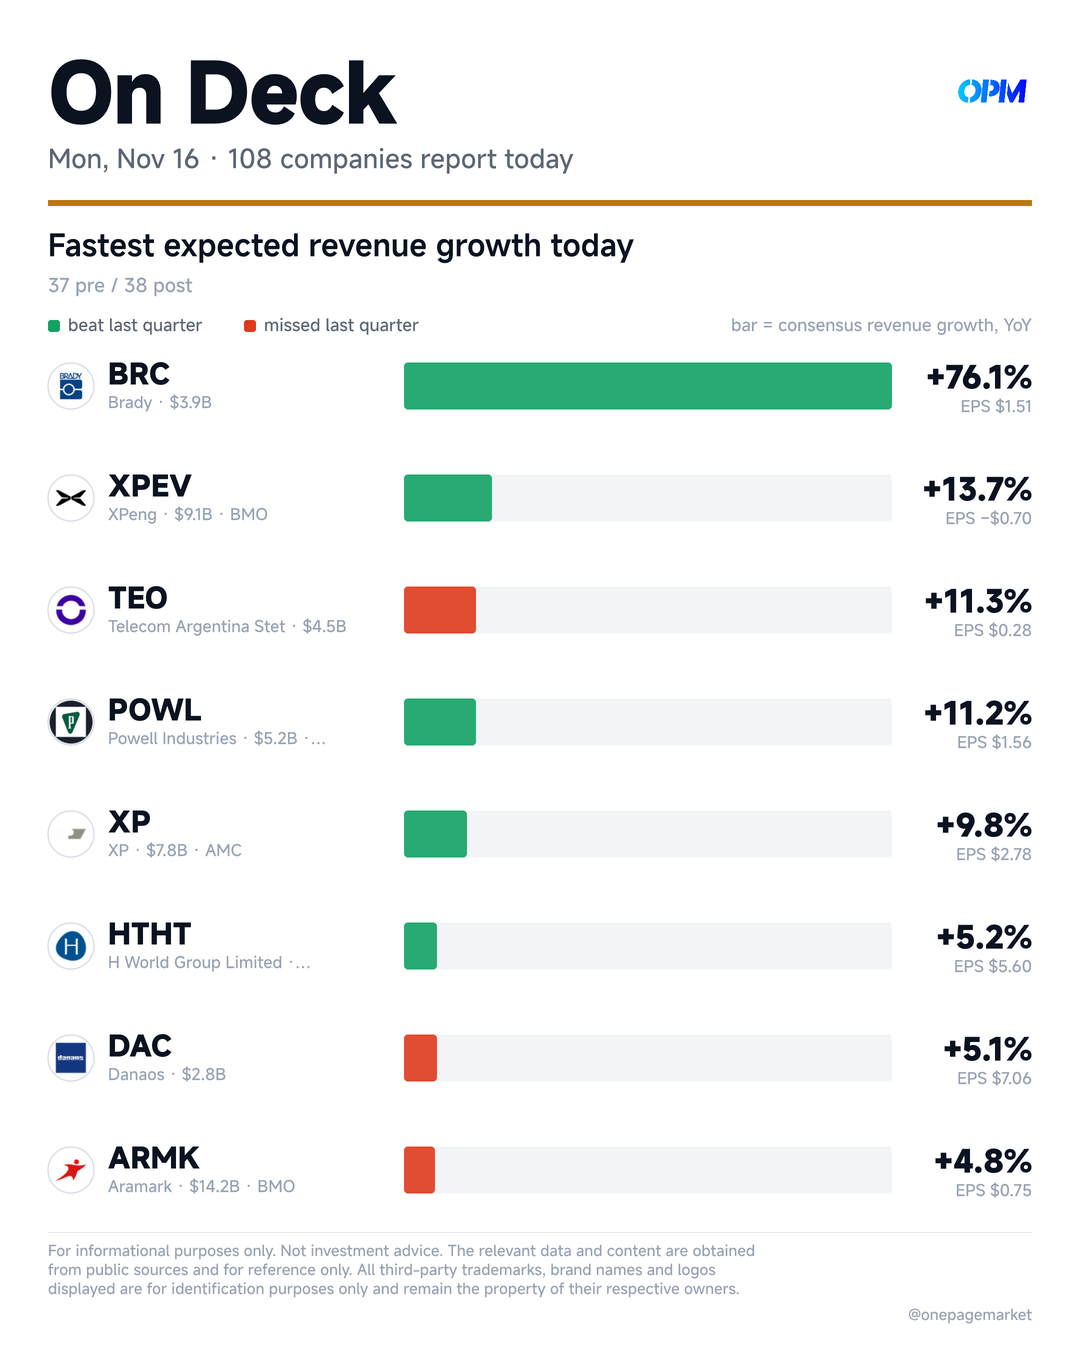 On Deck
OPM
Mon, Nov 16 · 108 companies report today
Fastest expected revenue growth today
37 pre / 38 post
beat last quarter missed last quarter bar = consensus revenue growth, YoY
BRADY
BRC
Brady · $3.9B
+76.1%
EPS $1.51
XPEV
XPeng · $9.1B · BMO
+13.7%
EPS −$0.70
TEO
Telecom Argentina Stet · $4.5B
+11.3%
EPS $0.28
P
POWL
Powell Industries · $5.2B ·...
+11.2%
EPS $1.56
XP
XP · $7.8B · AMC
+9.8%
EPS $2.78
H
HTHT
H World Group Limited ·...
+5.2%
EPS $5.60
danaos
DAC
Danaos · $2.8B
+5.1%
EPS $7.06
ARMK
Aramark · $14.2B · BMO
+4.8%
EPS $0.75
For informational purposes only. Not investment advice. The relevant data and content are obtained
from public sources and for reference only. All third-party trademarks, brand names and logos
displayed are for identification purposes only and remain the property of their respective owners.
@onepagemarket